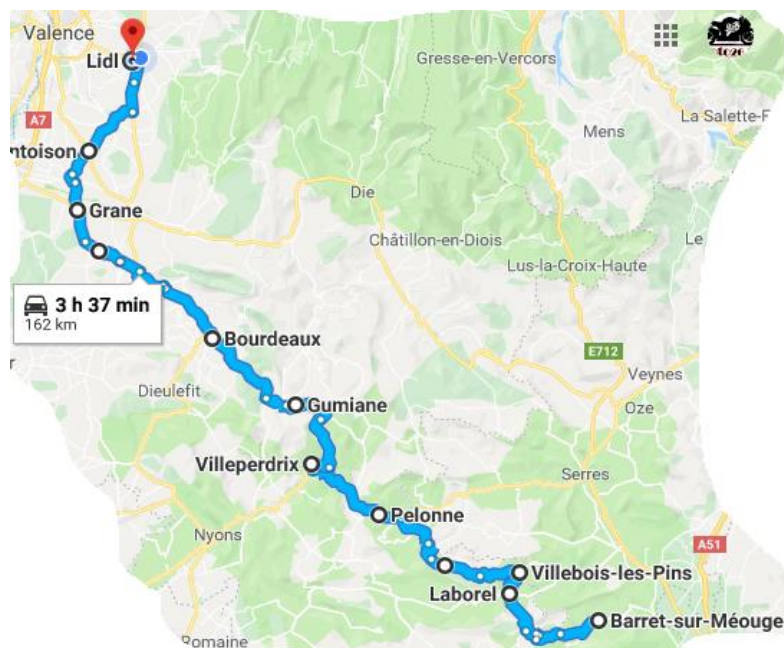 Valence
Lidl
Gresse-en-Vercors
La Salette-F
A7
Mens
ntoison
Die
Grane
Châtillon-en-Diois
Le
Lus-la-Croix-Haute
3 h 37 min
162 km
Bourdeaux
E712
Veynes
Dieulefit
Oze
Gumiane
Villeperdrix
Serres
Pelonne
Nyons
A51
Villebois-les-Pins
Laborel
Barret-sur-Méouge
Romaine